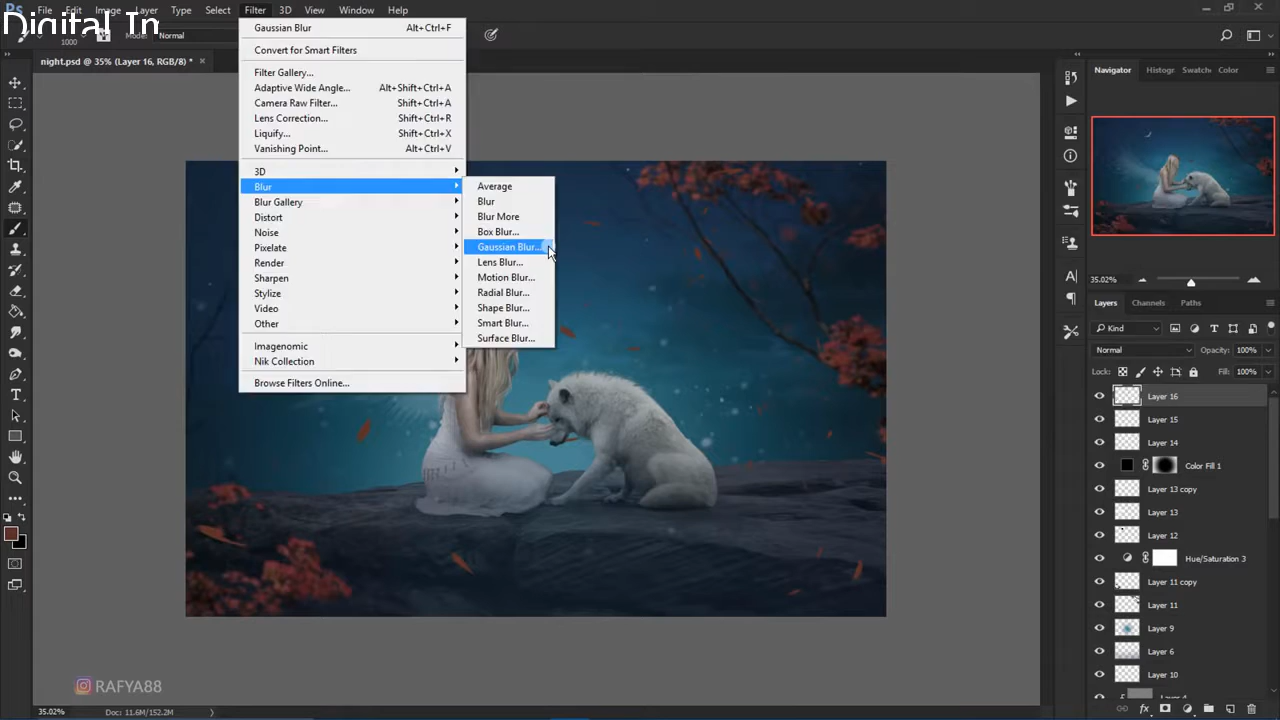 Digital In
File Edit Image Layer Type Select Filter 3D View Window Help
1000 Mode: Normal
night.psd @ 35% (Layer 16, RGB/8) * ×
Gaussian Blur Alt+Ctrl+F
Convert for Smart Filters
Filter Gallery...
Adaptive Wide Angle... Alt+Shift+Ctrl+A
Camera Raw Filter... Shift+Ctrl+A
Lens Correction... Shift+Ctrl+R
Liquify... Shift+Ctrl+X
Vanishing Point... Alt+Ctrl+V
3D
Blur
Blur Gallery
Distort
Noise
Pixelate
Render
Sharpen
Stylize
Video
Other
Imagenomic
Nik Collection
Browse Filters Online...
Average
Blur
Blur More
Box Blur...
Gaussian Blur...
Lens Blur...
Motion Blur...
Radial Blur...
Shape Blur...
Smart Blur...
Surface Blur...
Navigator Histogr Swatch Color
35.02%
Layers Channels Paths
Kind
Normal Opacity: 100%
Lock: Fill: 100%
Layer 16
Layer 15
Layer 14
Color Fill 1
Layer 13 copy
Layer 13
Layer 12
Hue/Saturation 3
Layer 11 copy
Layer 11
Layer 9
Layer 6
Layer 10
RAFYA88
35.02% Doc: 11.6M/152.2M